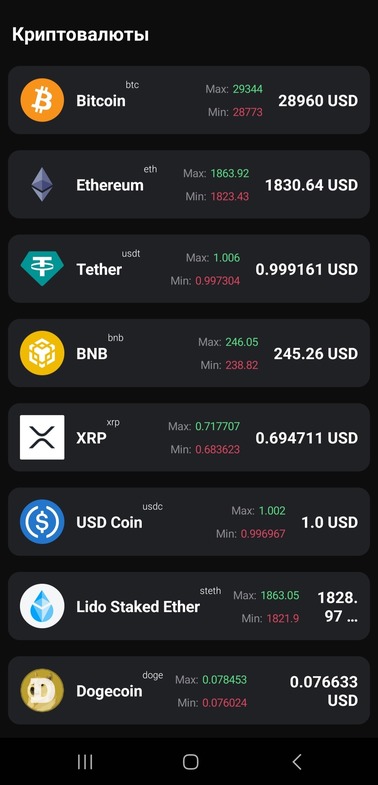 Криптовалюты
Bitcoin btc
Max: 29344
Min: 28773
28960 USD
Ethereum eth
Max: 1863.92
Min: 1823.43
1830.64 USD
Tether usdt
Max: 1.006
Min: 0.997304
0.999161 USD
BNB bnb
Max: 246.05
Min: 238.82
245.26 USD
XRP xrp
Max: 0.717707
Min: 0.683623
0.694711 USD
USD Coin usdc
Max: 1.002
Min: 0.996967
1.0 USD
Lido Staked Ether steth
Max: 1863.05
Min: 1821.9
1828.
97 ...
Dogecoin doge
Max: 0.078453
Min: 0.076024
0.076633
USD